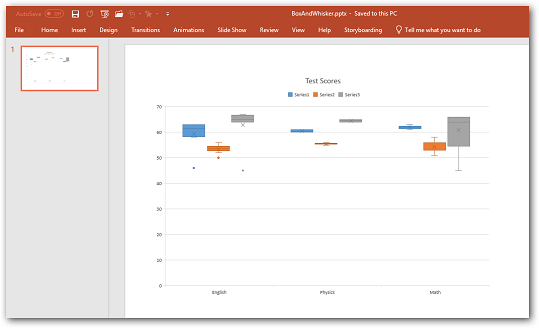 AutoSave Off BoxAndWhisker.pptx - Saved to this PC
File Home Insert Design Transitions Animations Slide Show Review View Help Storyboarding Tell me what you want to do
1
Test Scores
Series1 Series2 Series3
70
60
50
40
30
20
10
0
English Physics Math